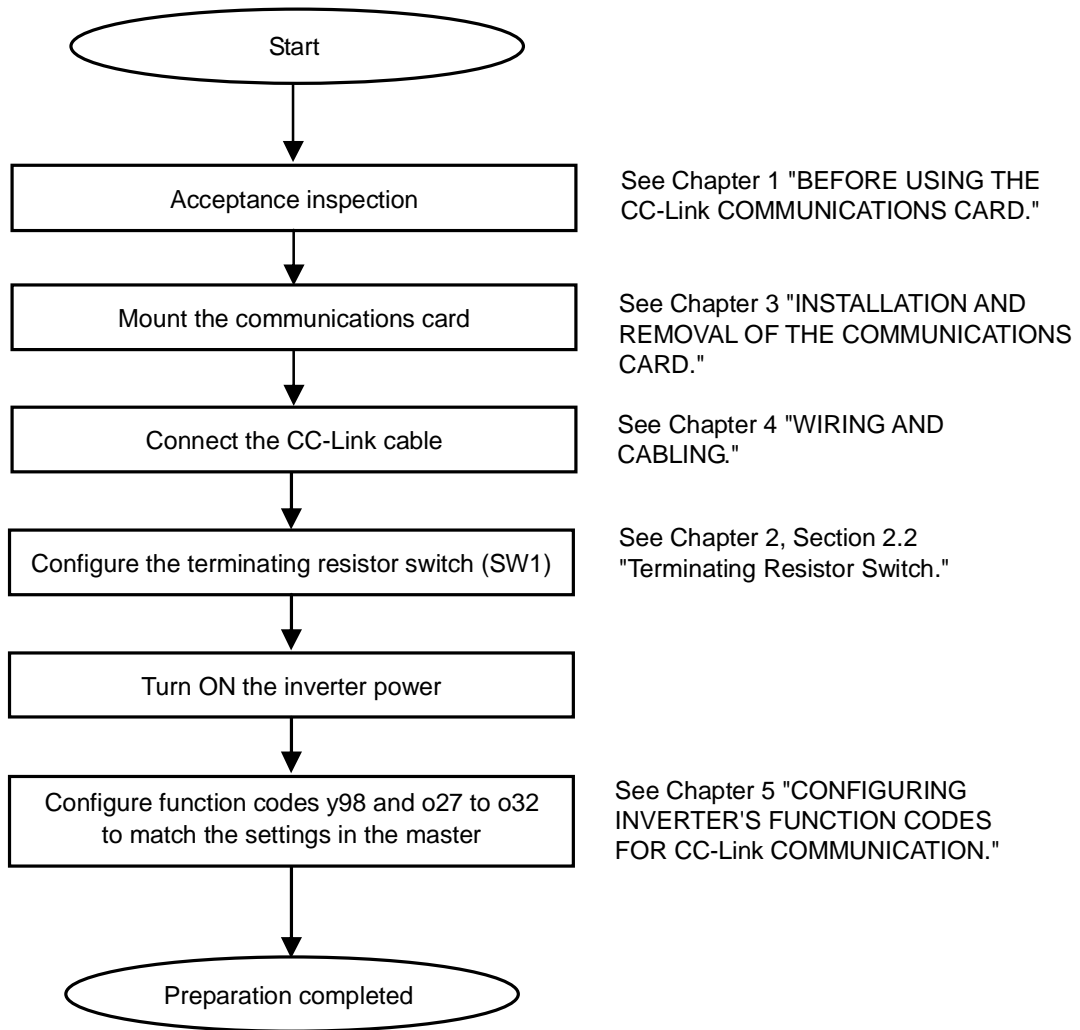 Start
Acceptance inspection
See Chapter 1 "BEFORE USING THE
CC-Link COMMUNICATIONS CARD."
Mount the communications card
See Chapter 3 "INSTALLATION AND
REMOVAL OF THE COMMUNICATIONS
CARD."
Connect the CC-Link cable
See Chapter 4 "WIRING AND
CABLING."
Configure the terminating resistor switch (SW1)
See Chapter 2, Section 2.2
"Terminating Resistor Switch."
Turn ON the inverter power
Configure function codes y98 and o27 to o32
to match the settings in the master
See Chapter 5 "CONFIGURING
INVERTER'S FUNCTION CODES
FOR CC-Link COMMUNICATION."
Preparation completed